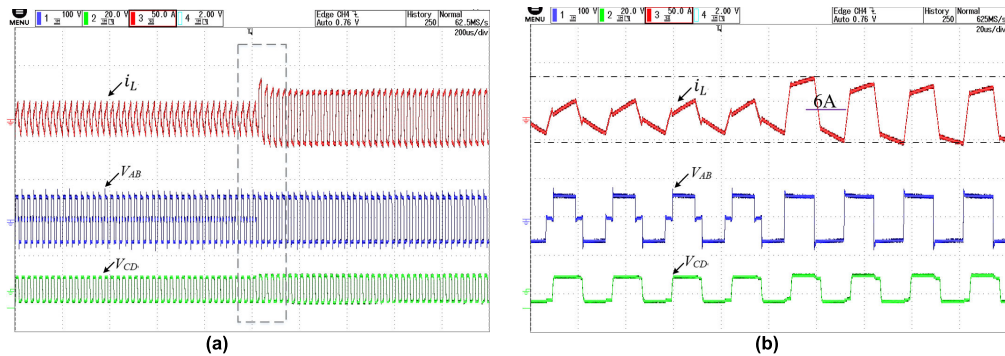 MENU
1 100 V 2 20.0 V 3 50.0 A 4 2.00 V
Edge CH4
Auto 0.76 V
History
250
Normal
62.5MS/s
200us/div
i_L
V_AB
V_CD
(a)
MENU
1 100 V 2 20.0 V 3 50.0 A 4 2.00 V
Edge CH4
Auto 0.76 V
History
250
Normal
625MS/s
20us/div
i_L
6A
V_AB
V_CD
(b)